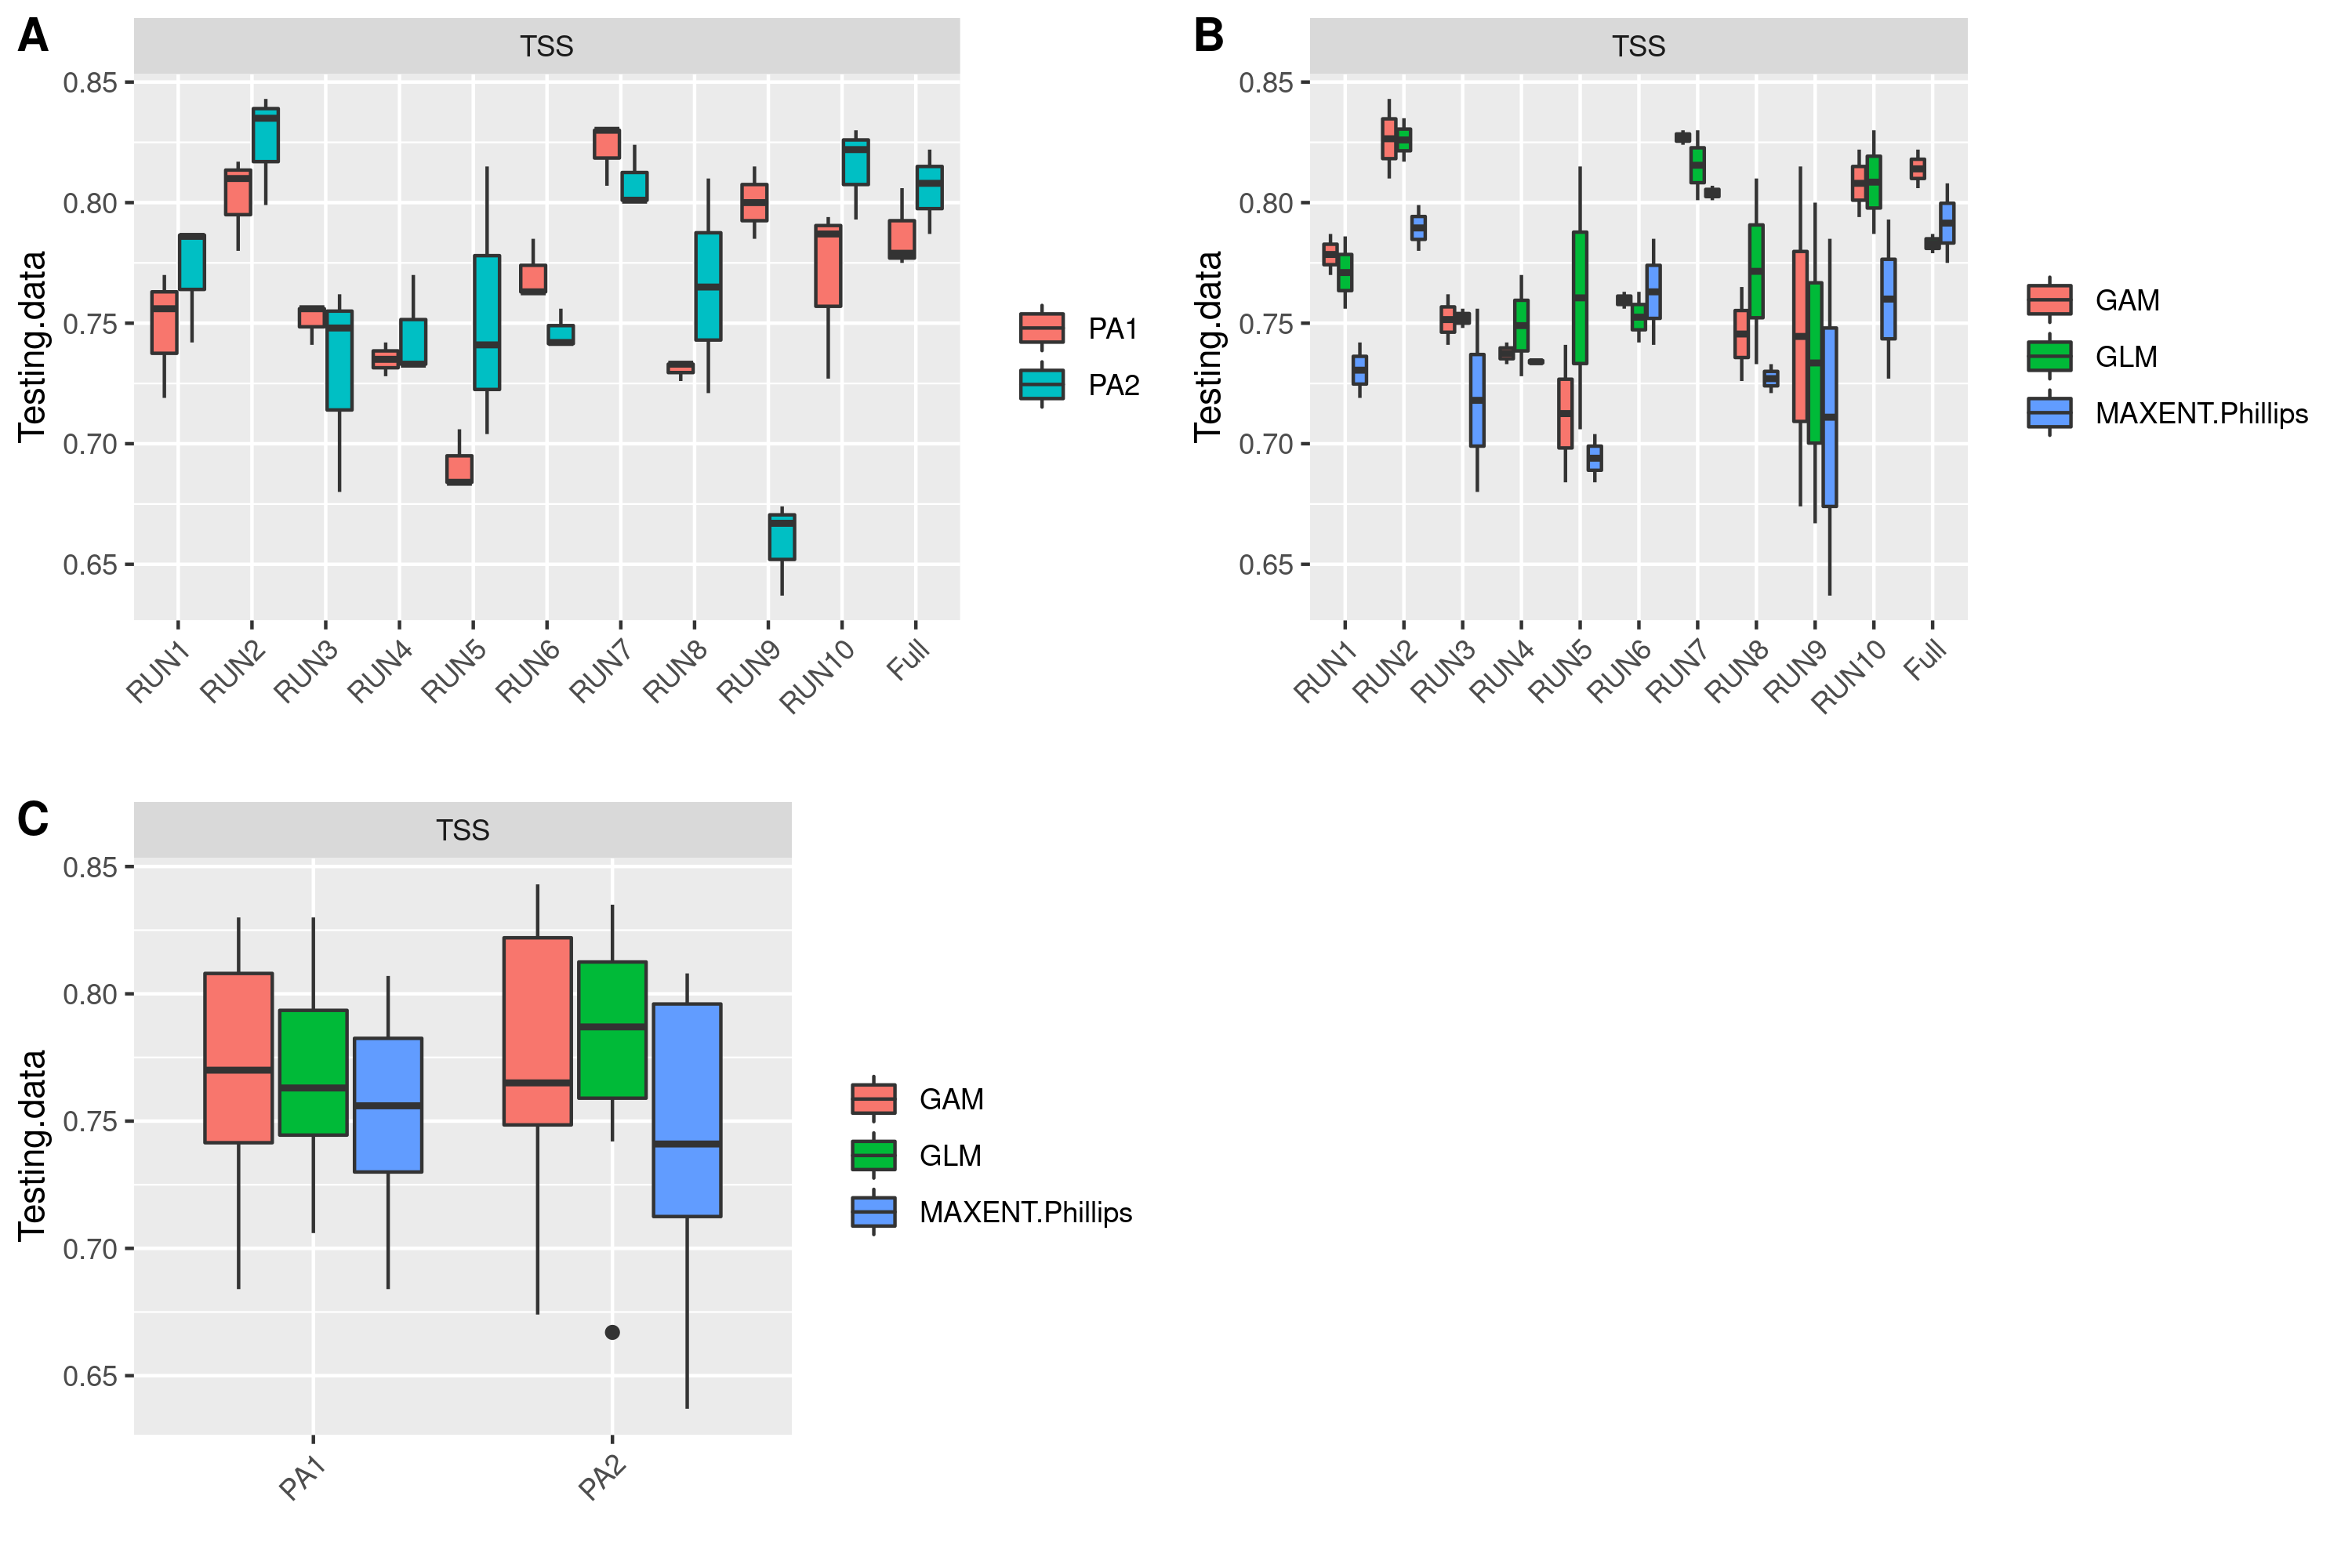 A
TSS
0.85
0.80
0.75
0.70
0.65
Testing.data
RUN1
RUN2
RUN3
RUN4
RUN5
RUN6
RUN7
RUN8
RUN9
RUN10
Full
PA1
PA2
B
TSS
0.85
0.80
0.75
0.70
0.65
Testing.data
RUN1
RUN2
RUN3
RUN4
RUN5
RUN6
RUN7
RUN8
RUN9
RUN10
Full
GAM
GLM
MAXENT.Phillips
C
TSS
0.85
0.80
0.75
0.70
0.65
Testing.data
PA1
PA2
GAM
GLM
MAXENT.Phillips